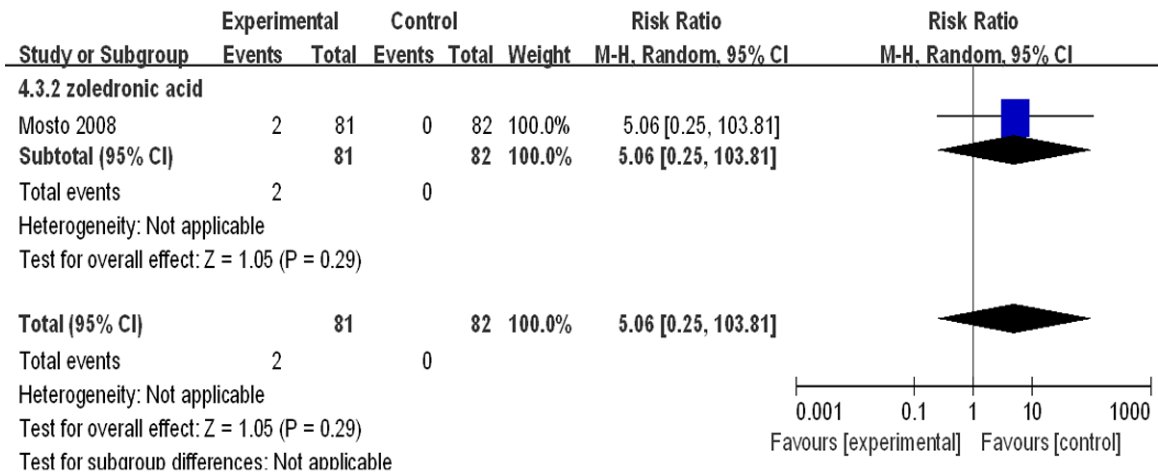 Experimental Control Risk Ratio Risk Ratio
Study or Subgroup Events Total Events Total Weight M-H, Random, 95% CI M-H, Random, 95% CI
4.3.2 zoledronic acid
Mosto 2008 2 81 0 82 100.0% 5.06 [0.25, 103.81]
Subtotal (95% CI) 81 82 100.0% 5.06 [0.25, 103.81]
Total events 2 0
Heterogeneity: Not applicable
Test for overall effect: Z = 1.05 (P = 0.29)
Total (95% CI) 81 82 100.0% 5.06 [0.25, 103.81]
Total events 2 0
Heterogeneity: Not applicable
Test for overall effect: Z = 1.05 (P = 0.29)
Test for subgroup differences: Not applicable
0.001 0.1 1 10 1000
Favours [experimental] Favours [control]